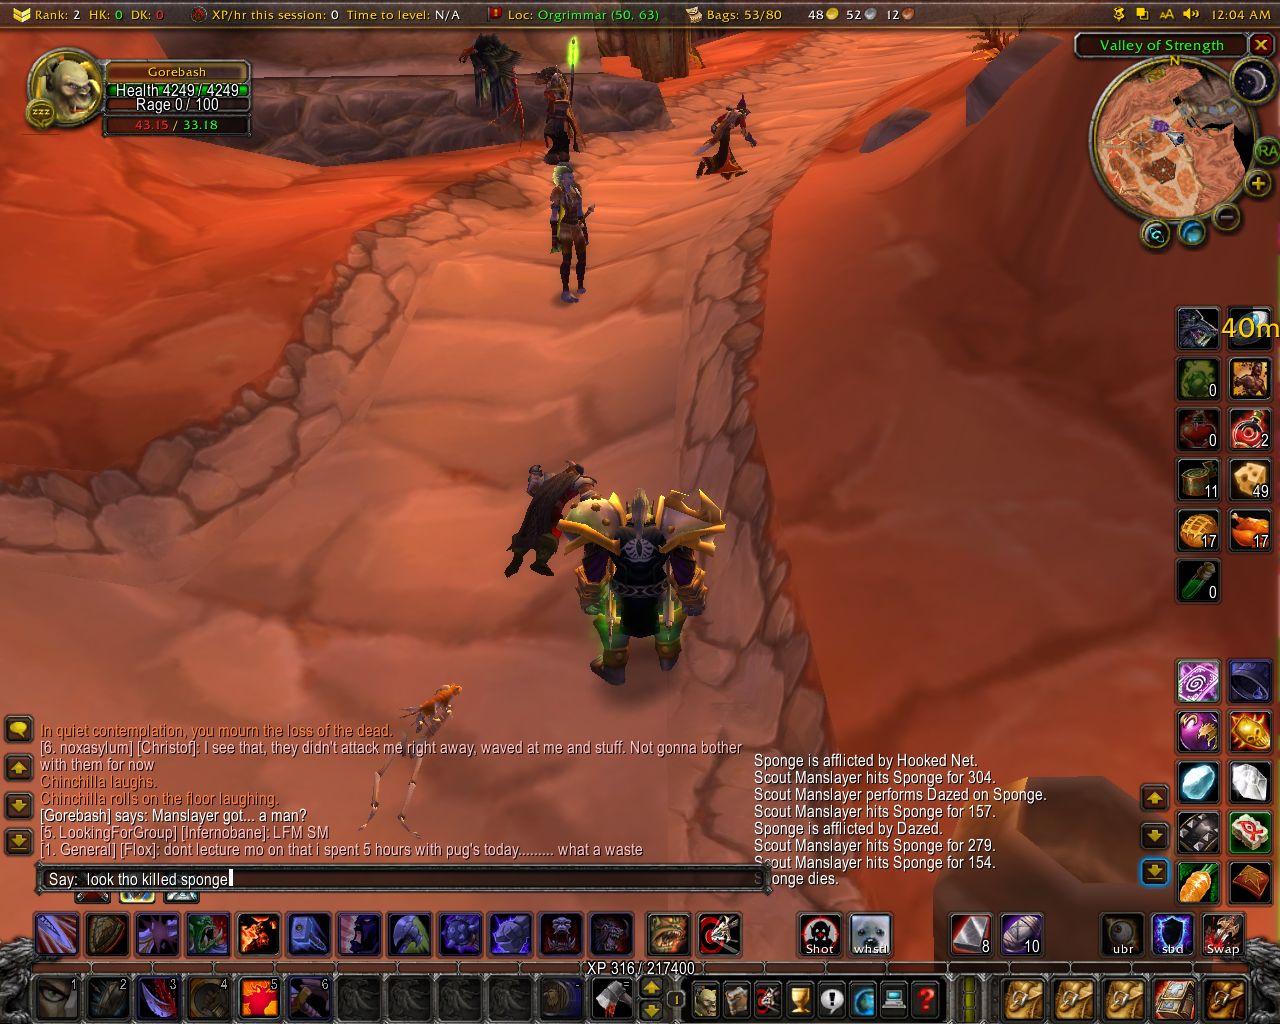 Rank: 2 HK: 0 DK: 0 XP/hr this session: 0 Time to level: N/A Loc: Orgrimmar (50, 63) Bags: 53/80 48 52 12 12:04 AM
Valley of Strength
N
Gorebash
Health 4249 / 4249
Rage 0 / 100
43.15 / 33.18
zzz
RA
40m
0
0 2
11 49
17 17
0
In quiet contemplation, you mourn the loss of the dead.
[6. noxasylum] [Christof]: I see that, they didn't attack me right away, waved at me and stuff. Not gonna bother
with them for now
Chinchilla laughs.
Chinchilla rolls on the floor laughing.
[Gorebash] says: Manslayer got... a man?
[5. LookingForGroup] [Infernobane]: LFM SM
[1. General] [Flox]: dont lecture mo on that i spent 5 hours with pug's today......... what a waste
Say: look tho killed sponge
Sponge is afflicted by Hooked Net.
Scout Manslayer hits Sponge for 304.
Scout Manslayer performs Dazed on Sponge.
Scout Manslayer hits Sponge for 157.
Sponge is afflicted by Dazed.
Scout Manslayer hits Sponge for 279.
Scout Manslayer hits Sponge for 154.
Sponge dies.
Shot whstl 8 10 ubr sbd Swap
XP 316 / 217400
1 2 3 4 5 6 - = 1